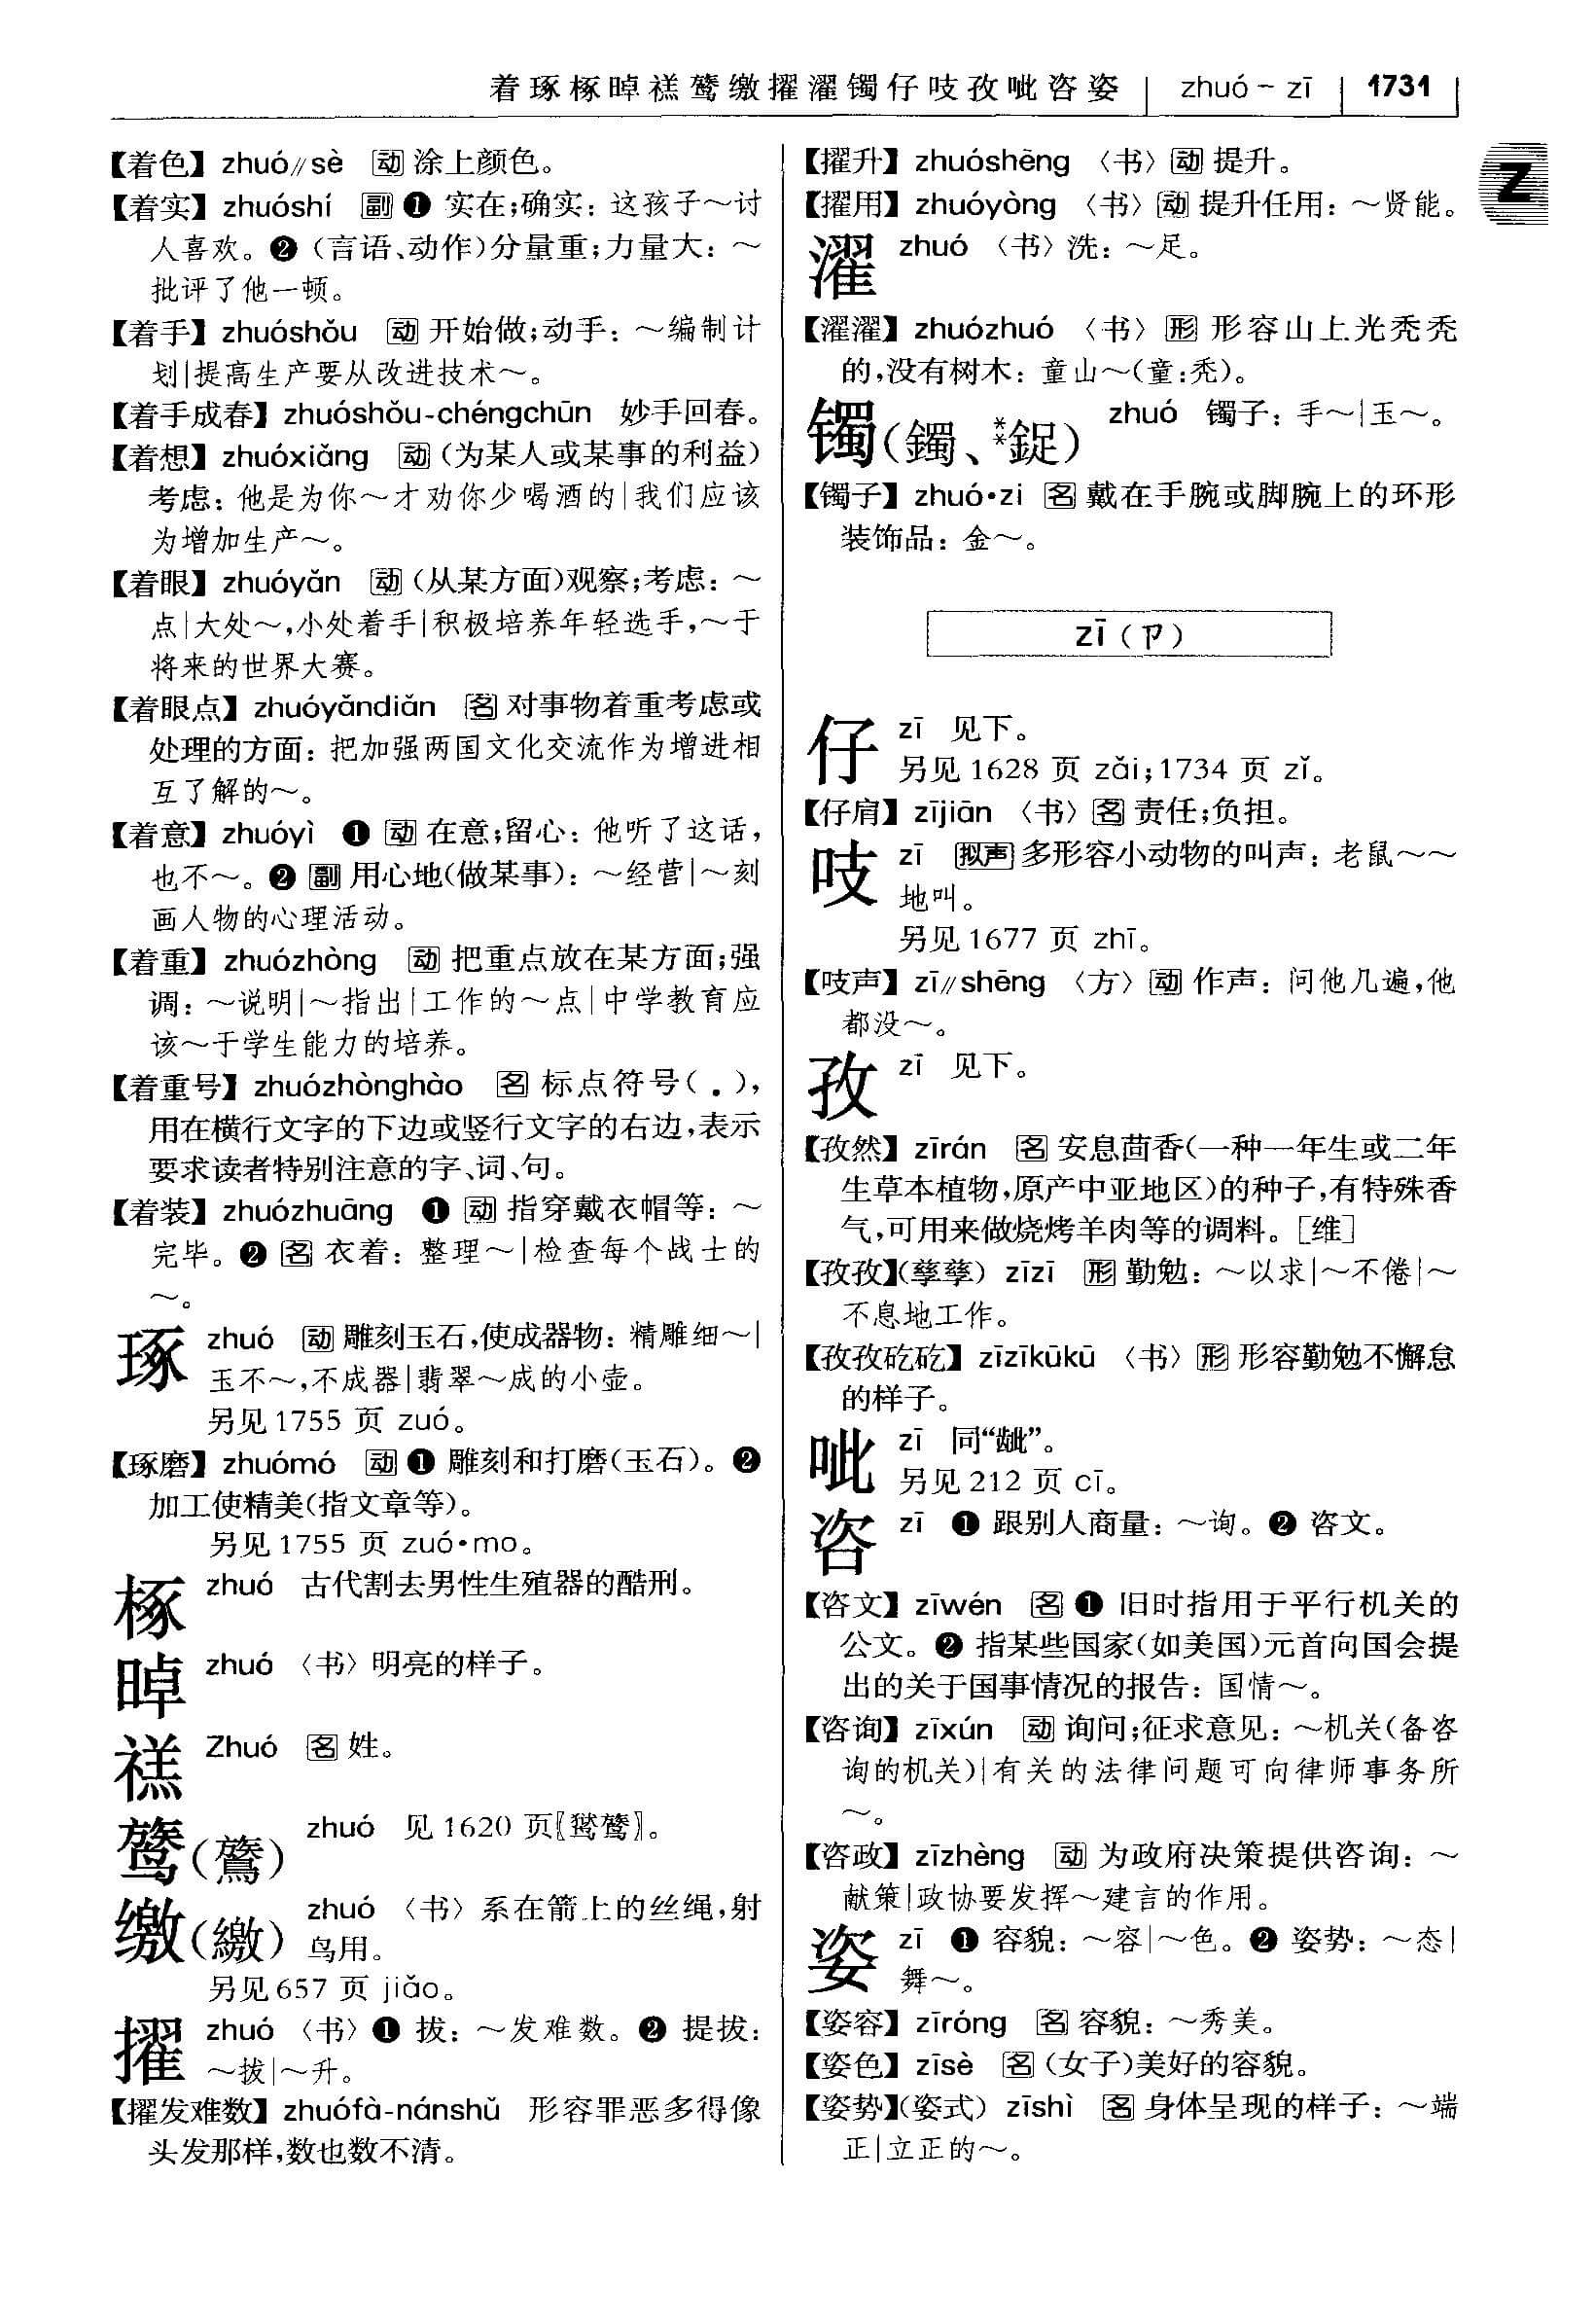 着琢椓晫禚鷟缴擢濯镯仔吱孜呲咨姿 zhuó－zī 1731
Z
【着色】 zhuó∥sè 动 涂上颜色。
【着实】 zhuóshí 副 ❶ 实在;确实：这孩子～讨
人喜欢。❷（言语、动作）分量重;力量大：～
批评了他一顿。
【着手】 zhuóshǒu 动 开始做;动手：～编制计
划|提高生产要从改进技术～。
【着手成春】 zhuóshǒu-chéngchūn 妙手回春。
【着想】 zhuóxiǎng 动（为某人或某事的利益）
考虑：他是为你～才劝你少喝酒的|我们应该
为增加生产～。
【着眼】 zhuóyǎn 动（从某方面）观察;考虑：～
点|大处～,小处着手|积极培养年轻选手,～于
将来的世界大赛。
【着眼点】 zhuóyǎndiǎn 名 对事物着重考虑或
处理的方面：把加强两国文化交流作为增进相
互了解的～。
【着意】 zhuóyì ❶ 动 在意;留心：他听了这话,
也不～。❷ 副 用心地(做某事)：～经营|～刻
画人物的心理活动。
【着重】 zhuózhòng 动 把重点放在某方面;强
调：～说明|～指出|工作的～点|中学教育应
该～于学生能力的培养。
【着重号】 zhuózhònghào 名 标点符号( . ),
用在横行文字的下边或竖行文字的右边,表示
要求读者特别注意的字、词、句。
【着装】 zhuózhuāng ❶ 动 指穿戴衣帽等：～
完毕。❷ 名 衣着：整理～|检查每个战士的
～。
琢 zhuó 动 雕刻玉石,使成器物：精雕细～|
玉不～,不成器|翡翠～成的小壶。
另见1755 页 zuó。
【琢磨】 zhuómó 动 ❶ 雕刻和打磨(玉石)。❷
加工使精美(指文章等)。
另见1755 页 zuó·mo。
椓 zhuó 古代割去男性生殖器的酷刑。
晫 zhuó〈书〉明亮的样子。
禚 Zhuó 名 姓。
𬸦(鷟) zhuó 见1620 页〖鸑𬸦〗。
缴(繳) zhuó〈书〉系在箭上的丝绳,射
鸟用。
另见657 页 jiǎo。
擢 zhuó〈书〉❶ 拔：～发难数。❷ 提拔：
～拔|～升。
【擢发难数】 zhuófà-nánshǔ 形容罪恶多得像
头发那样,数也数不清。
【擢升】 zhuóshēng〈书〉动 提升。
【擢用】 zhuóyòng〈书〉动 提升任用：～贤能。
濯 zhuó〈书〉洗：～足。
【濯濯】 zhuózhuó〈书〉形 形容山上光秃秃
的,没有树木：童山～(童:秃)。
镯(鐲、**鋜) zhuó 镯子：手～|玉～。
【镯子】 zhuó·zi 名 戴在手腕或脚腕上的环形
装饰品：金～。
zī (ㄗ)
仔 zī 见下。
另见1628 页 zǎi;1734 页 zǐ。
【仔肩】 zījiān〈书〉名 责任;负担。
吱 zī 拟声 多形容小动物的叫声：老鼠～～
地叫。
另见1677 页 zhī。
【吱声】 zī∥shēng〈方〉动 作声：问他几遍,他
都没～。
孜 zī 见下。
【孜然】 zīrán 名 安息茴香(一种一年生或二年
生草本植物,原产中亚地区)的种子,有特殊香
气,可用来做烧烤羊肉等的调料。[维]
【孜孜】(孳孳) zīzī 形 勤勉：～以求|～不倦|～
不息地工作。
【孜孜矻矻】 zīzīkūkū〈书〉形 形容勤勉不懈怠
的样子。
呲 zī 同“龇”。
另见212 页 cī。
咨 zī ❶ 跟别人商量：～询。❷ 咨文。
【咨文】 zīwén 名 ❶ 旧时指用于平行机关的
公文。❷ 指某些国家(如美国)元首向国会提
出的关于国事情况的报告：国情～。
【咨询】 zīxún 动 询问;征求意见：～机关(备咨
询的机关)|有关的法律问题可向律师事务所
～。
【咨政】 zīzhèng 动 为政府决策提供咨询：～
献策|政协要发挥～建言的作用。
姿 zī ❶ 容貌：～容|～色。❷ 姿势：～态|
舞～。
【姿容】 zīróng 名 容貌：～秀美。
【姿色】 zīsè 名(女子)美好的容貌。
【姿势】(姿式) zīshì 名 身体呈现的样子：～端
正|立正的～。